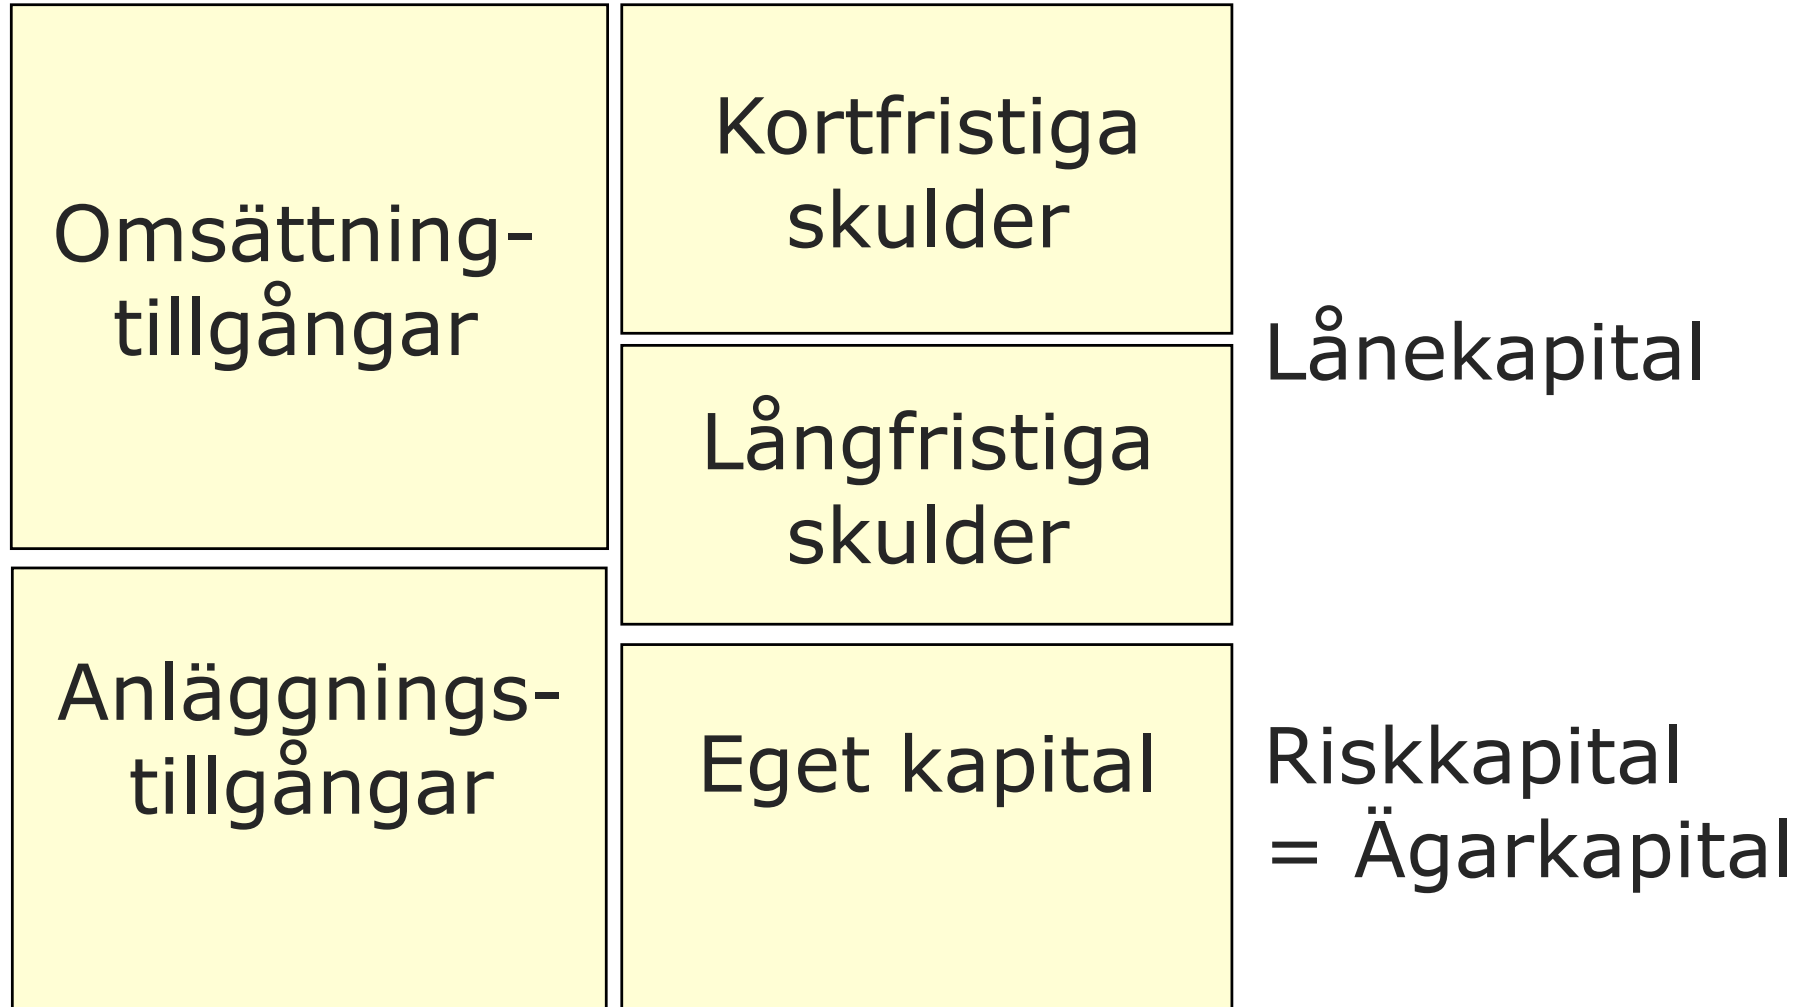 Omsättning-
tillgångar
Anläggnings-
tillgångar
Kortfristiga
skulder
Långfristiga
skulder
Eget kapital
Lånekapital
Riskkapital
= Ägarkapital